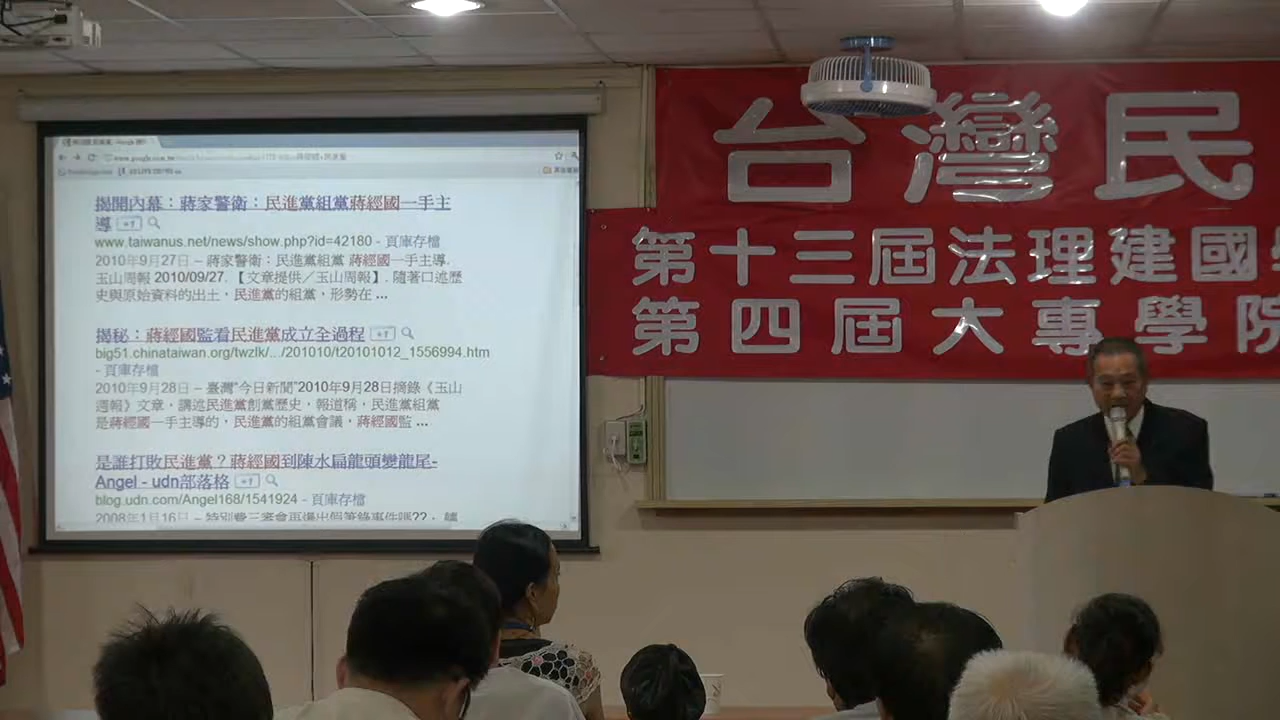 揭開內幕：蔣家警衛：民進黨組黨蔣經國一手主
導 +1
www.taiwanus.net/news/show.php?id=42180 - 頁庫存檔
2010年9月27日 – 蔣家警衛：民進黨組黨 蔣經國一手主導.
玉山周報 2010/09/27.【文章提供／玉山周報】. 隨著口述歷
史與原始資料的出土，民進黨的組黨，形勢在 ...
揭秘：蔣經國監看民進黨成立全過程 +1
big51.chinataiwan.org/twzlk/.../201010/t20101012_1556994.htm
- 頁庫存檔
2010年9月28日 – 臺灣“今日新聞”2010年9月28日摘錄《玉山
週報》文章，講述民進黨創黨歷史，報道稱，民進黨組黨
是蔣經國一手主導的，民進黨的組黨會議，蔣經國監 ...
是誰打敗民進黨？蔣經國到陳水扁龍頭變龍尾-
Angel - udn部落格 +1
blog.udn.com/Angel168/1541924 - 頁庫存檔
2008年1月16日 –
台灣民
第十三屆法理建國
第四屆大專學院